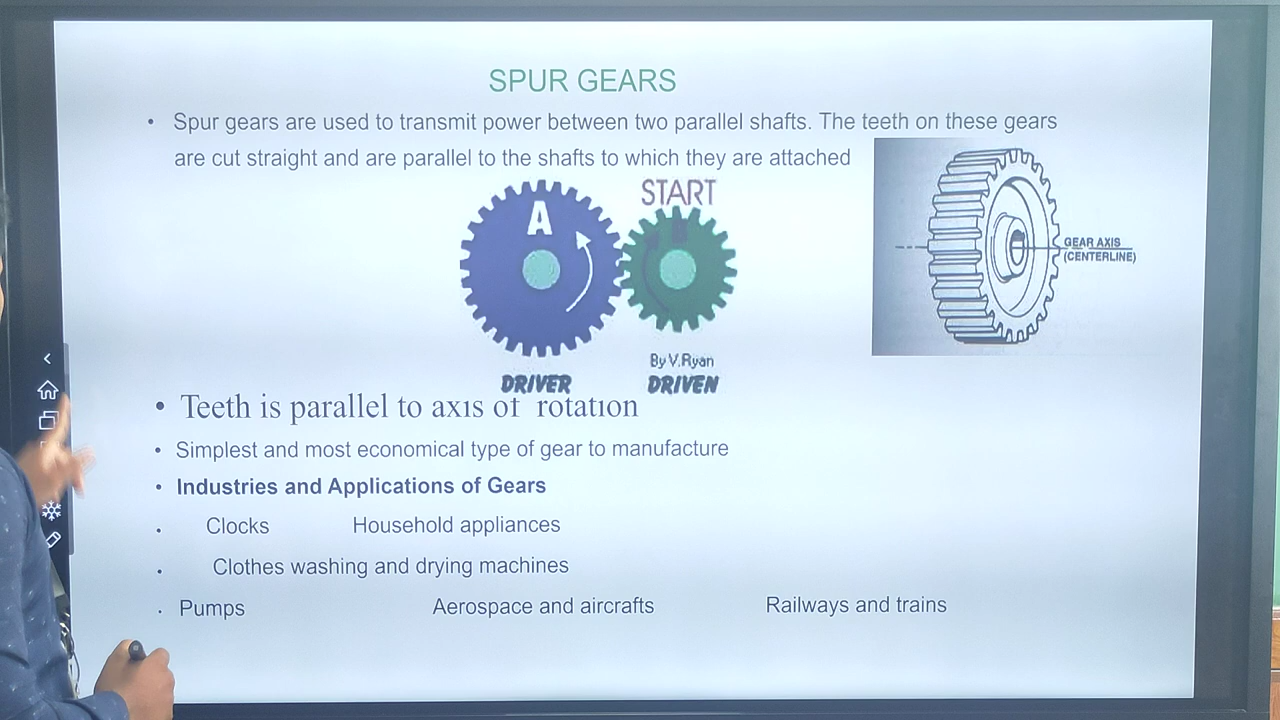 SPUR GEARS
• Spur gears are used to transmit power between two parallel shafts. The teeth on these gears
are cut straight and are parallel to the shafts to which they are attached
START
A
GEAR AXIS
(CENTERLINE)
By V.Ryan
DRIVER DRIVEN
• Teeth is parallel to axis of rotation
• Simplest and most economical type of gear to manufacture
• Industries and Applications of Gears
• Clocks Household appliances
• Clothes washing and drying machines
• Pumps Aerospace and aircrafts Railways and trains